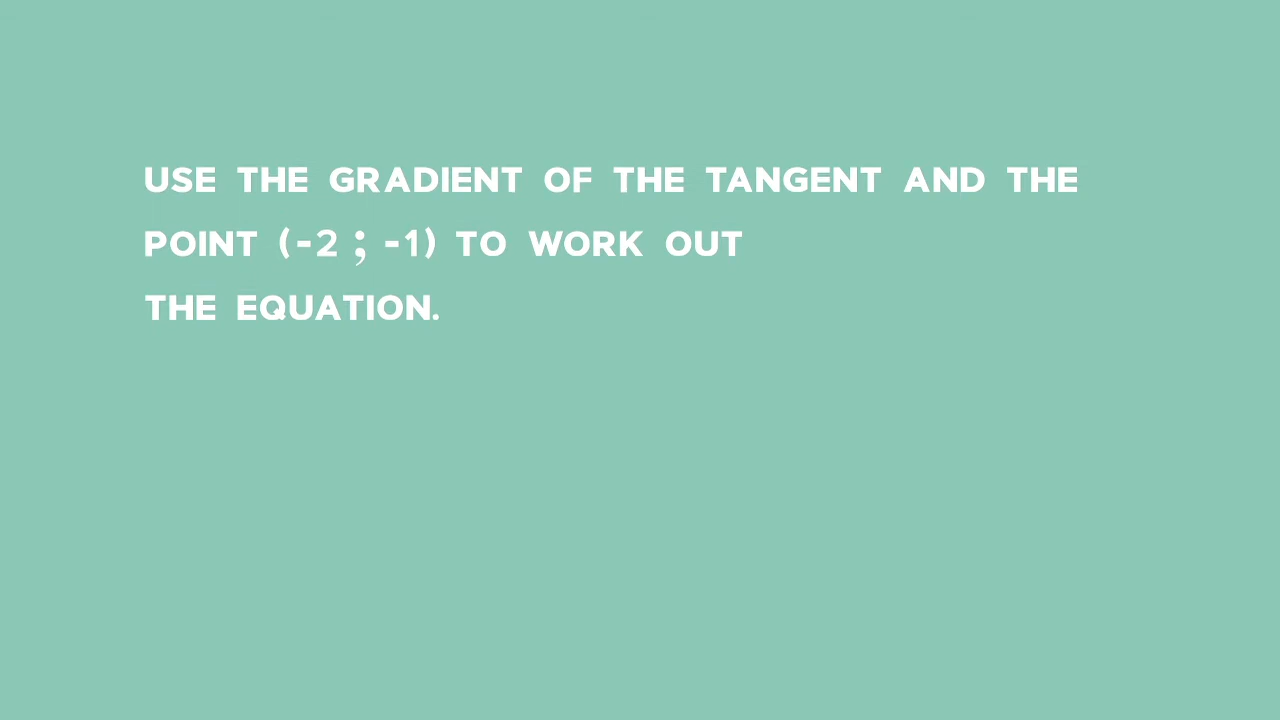 USE THE GRADIENT OF THE TANGENT AND THE
POINT (-2 ; -1) TO WORK OUT
THE EQUATION.